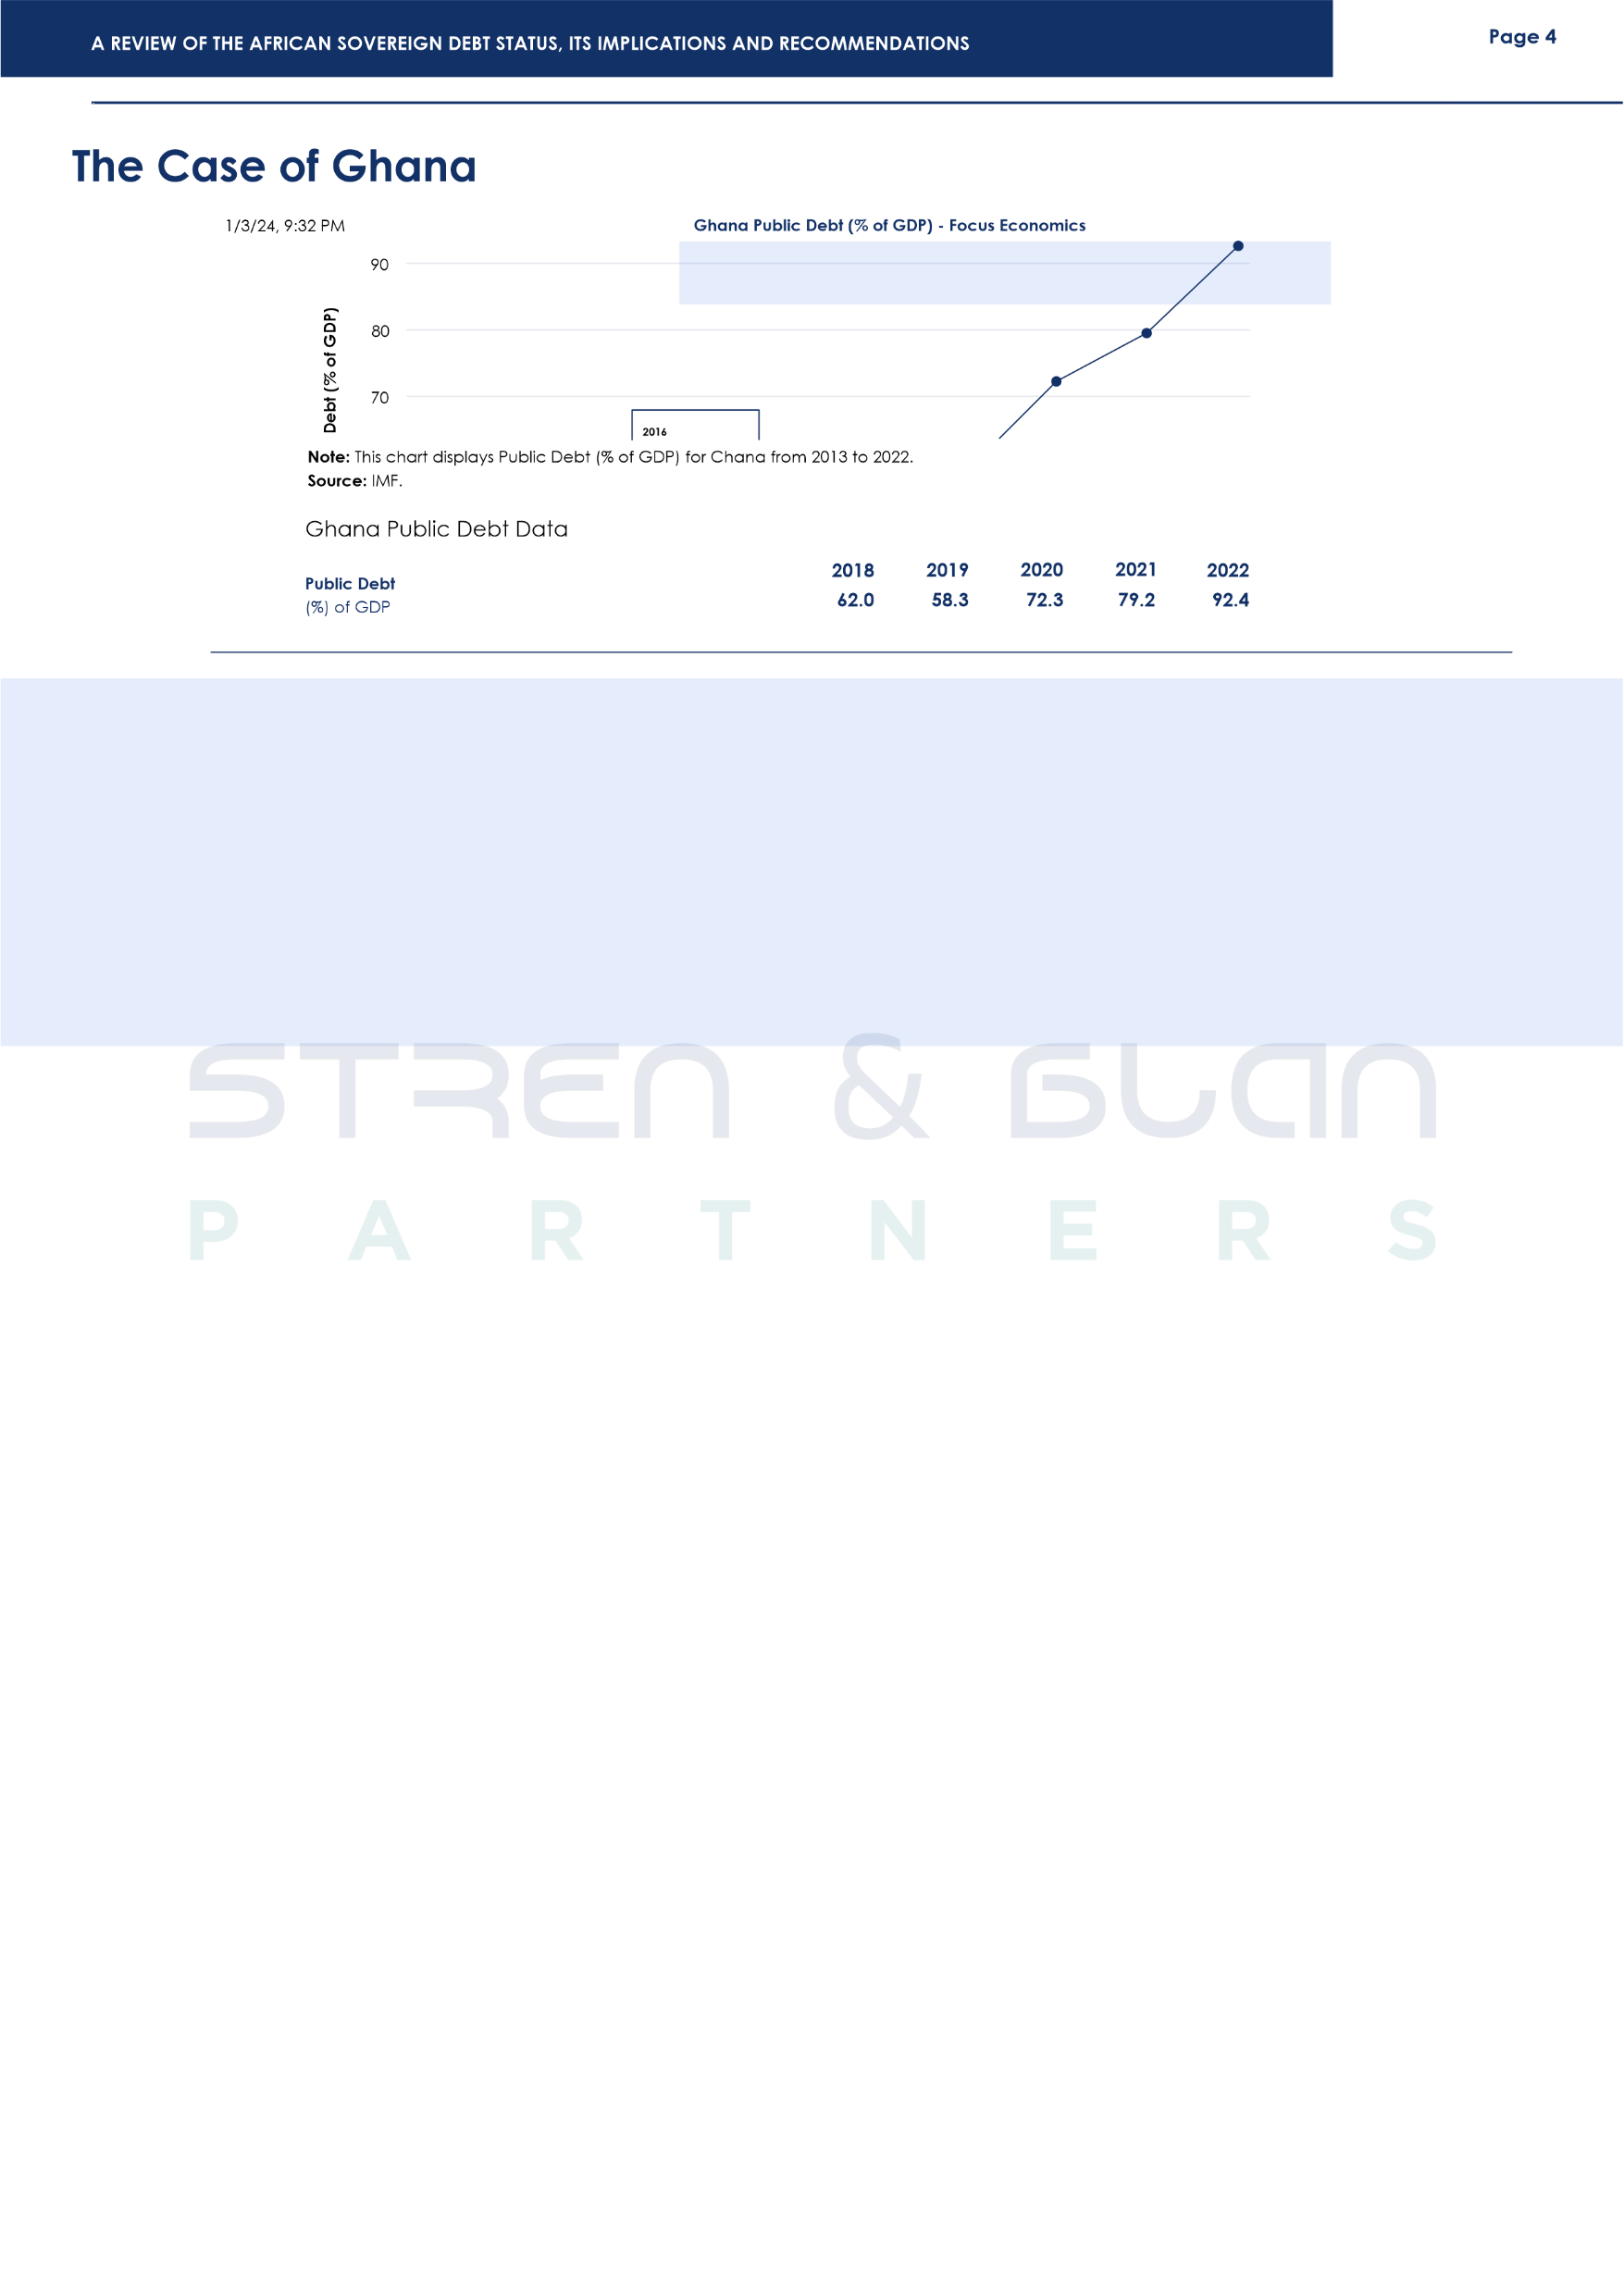 A REVIEW OF THE AFRICAN SOVEREIGN DEBT STATUS, ITS IMPLICATIONS AND RECOMMENDATIONS
Page 4
The Case of Ghana
1/3/24, 9:32 PM
Ghana Public Debt (% of GDP) - Focus Economics
90
80
70
Debt (% of GDP)
2016
Note: This chart displays Public Debt (% of GDP) for Chana from 2013 to 2022.
Source: IMF.
Ghana Public Debt Data
2018 2019 2020 2021 2022
Public Debt
62.0 58.3 72.3 79.2 92.4
(%) of GDP
STREN & BLAN
PARTNERS